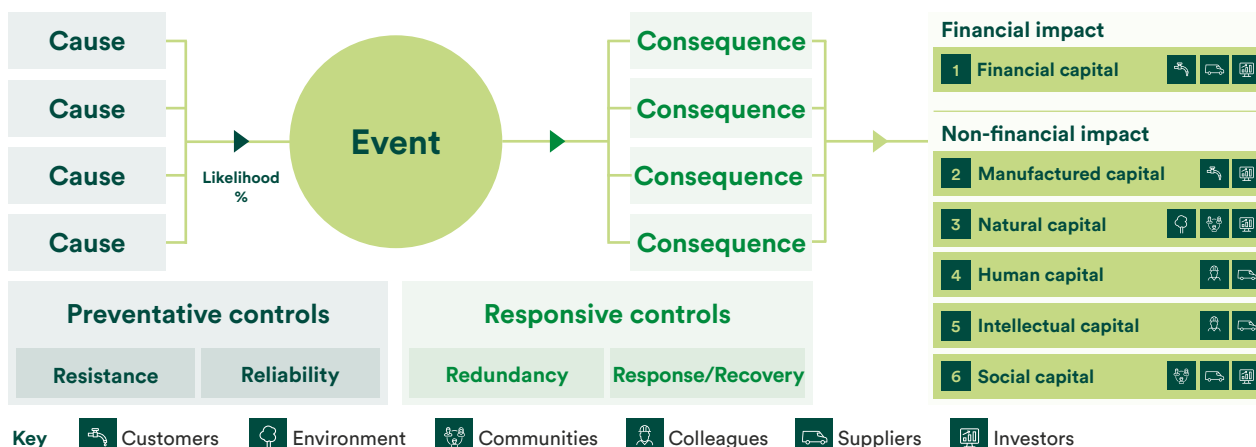 Cause
Cause
Cause
Cause
Likelihood
%
Event
Consequence
Consequence
Consequence
Consequence
Preventative controls
Resistance
Reliability
Responsive controls
Redundancy
Response/Recovery
Financial impact
1 Financial capital
Non-financial impact
2 Manufactured capital
3 Natural capital
4 Human capital
5 Intellectual capital
6 Social capital
Key Customers Environment Communities Colleagues Suppliers Investors